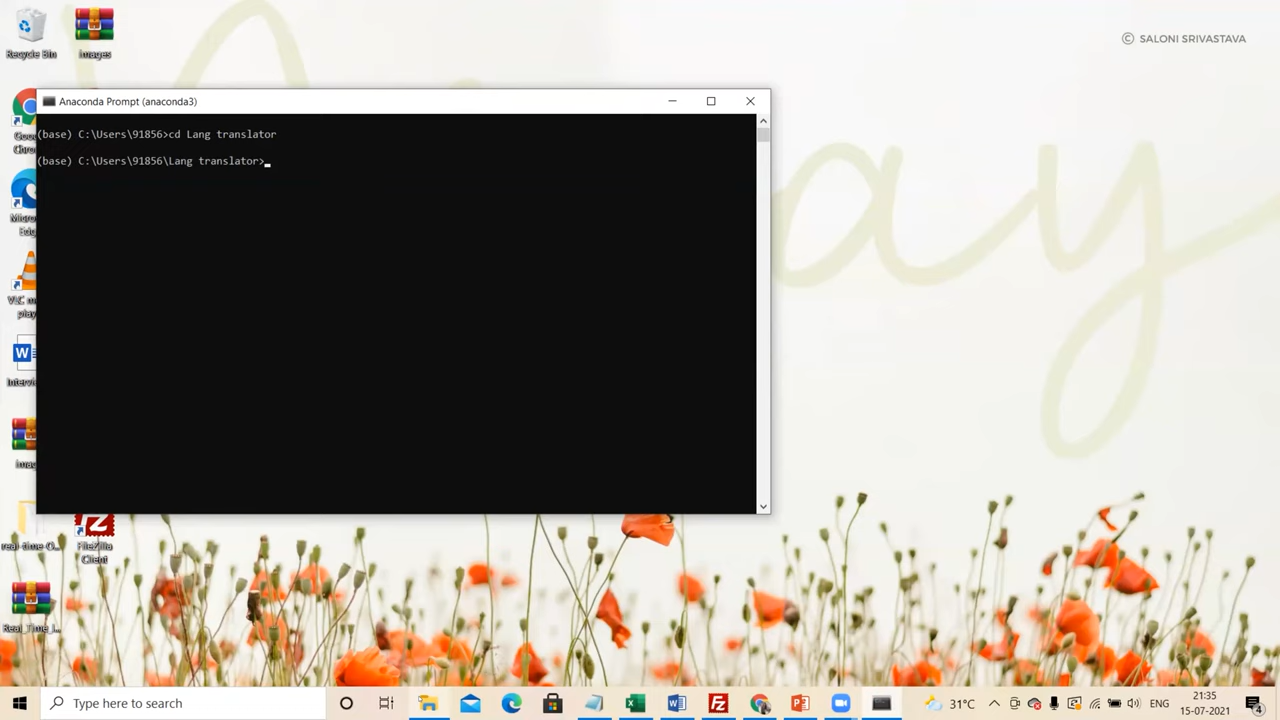 Recycle Bin
images
© SALONI SRIVASTAVA
Anaconda Prompt (anaconda3)
(base) C:\Users\91856>cd Lang translator
(base) C:\Users\91856\Lang translator>
FileZilla
Client
Type here to search
31°C
ENG
21:35
15-07-2021
4